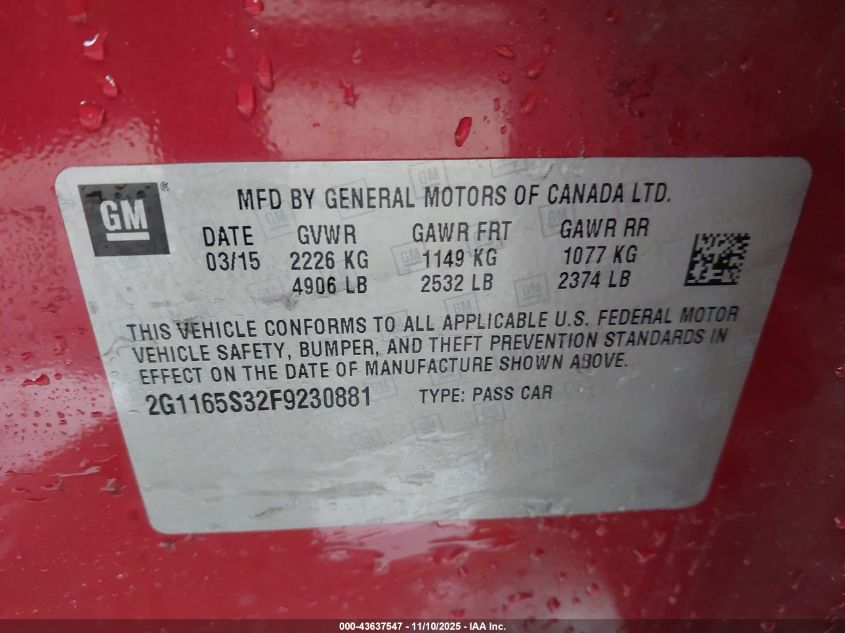 GM ® MFD BY GENERAL MOTORS OF CANADA LTD.
DATE GVWR GAWR FRT GAWR RR
03/15 2226 KG 1149 KG 1077 KG
4906 LB 2532 LB 2374 LB
THIS VEHICLE CONFORMS TO ALL APPLICABLE U.S. FEDERAL MOTOR
VEHICLE SAFETY, BUMPER, AND THEFT PREVENTION STANDARDS IN
EFFECT ON THE DATE OF MANUFACTURE SHOWN ABOVE.
2G1165S32F9230881 TYPE: PASS CAR
000-43637547 - 11/10/2025 - IAA Inc.